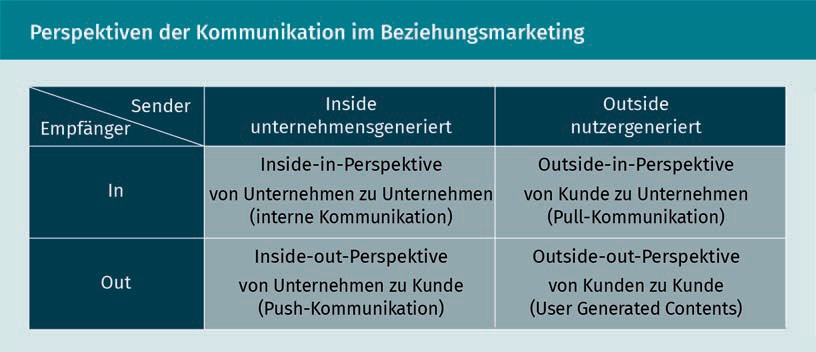 Perspektiven der Kommunikation im Beziehungsmarketing
Sender
Empfänger
Inside
unternehmensgeneriert
Outside
nutzergeneriert
In
Inside-in-Perspektive
von Unternehmen zu Unternehmen
(interne Kommunikation)
Outside-in-Perspektive
von Kunde zu Unternehmen
(Pull-Kommunikation)
Out
Inside-out-Perspektive
von Unternehmen zu Kunde
(Push-Kommunikation)
Outside-out-Perspektive
von Kunden zu Kunde
(User Generated Contents)